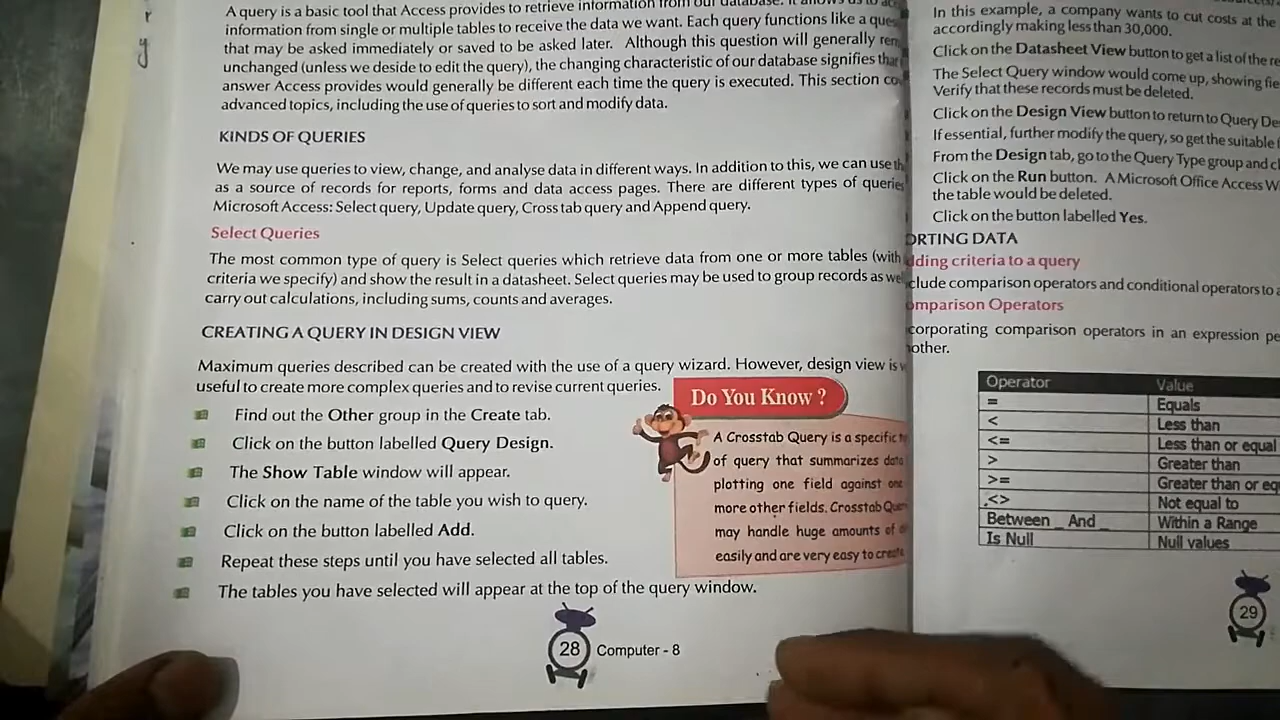 r
y
A query is a basic tool that Access provides to retrieve information from our database. It allows us to
information from single or multiple tables to receive the data we want. Each query functions like a
that may be asked immediately or saved to be asked later. Although this question will generally
unchanged (unless we deside to edit the query), the changing characteristic of our database signifies that
answer Access provides would generally be different each time the query is executed. This section
advanced topics, including the use of queries to sort and modify data.
KINDS OF QUERIES
We may use queries to view, change, and analyse data in different ways. In addition to this, we can use
as a source of records for reports, forms and data access pages. There are different types of queries
Microsoft Access: Select query, Update query, Cross tab query and Append query.
Select Queries
The most common type of query is Select queries which retrieve data from one or more tables (with
criteria we specify) and show the result in a datasheet. Select queries may be used to group records as
carry out calculations, including sums, counts and averages.
CREATING A QUERY IN DESIGN VIEW
Maximum queries described can be created with the use of a query wizard. However, design view is
useful to create more complex queries and to revise current queries.
Find out the Other group in the Create tab.
Click on the button labelled Query Design.
The Show Table window will appear.
Click on the name of the table you wish to query.
Click on the button labelled Add.
Repeat these steps until you have selected all tables.
The tables you have selected will appear at the top of the query window.
Do You Know ?
A Crosstab Query is a specific
of query that summarizes data
plotting one field against one
more other fields. Crosstab
may handle huge amounts of
easily and are very easy to create
28 Computer - 8
In this example, a company wants to cut costs at the
accordingly making less than 30,000.
Click on the Datasheet View button to get a list of the
The Select Query window would come up, showing
Verify that these records must be deleted.
Click on the Design View button to return to Query
If essential, further modify the query, so get the suitable
From the Design tab, go to the Query Type group and
Click on the Run button. A Microsoft Office Access
the table would be deleted.
Click on the button labelled Yes.
ORTING DATA
dding criteria to a query
clude comparison operators and conditional operators to
omparison Operators
corporating comparison operators in an expression
other.
Operator Value
= Equals
< Less than
<= Less than or equal
> Greater than
>= Greater than or
<> Not equal to
Between _ And _ Within a Range
Is Null Null values
29